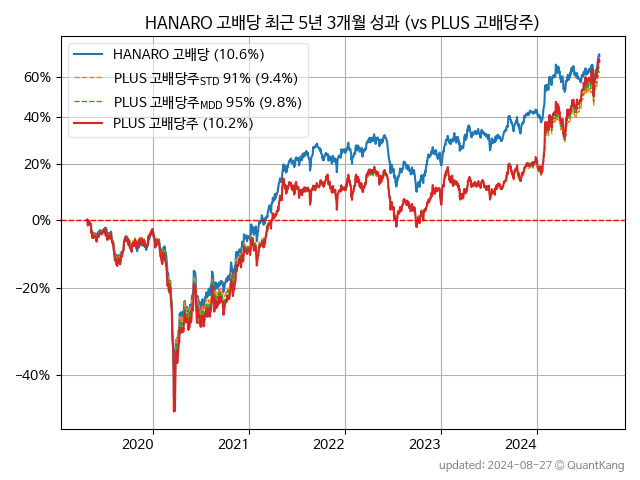 HANARO 고배당 최근 5년 3개월 성과 (vs PLUS 고배당주)
HANARO 고배당 (10.6%)
PLUS 고배당주STD 91% (9.4%)
PLUS 고배당주MDD 95% (9.8%)
PLUS 고배당주 (10.2%)
60%
40%
20%
0%
−20%
−40%
2020 2021 2022 2023 2024
updated: 2024-08-27 © QuantKang